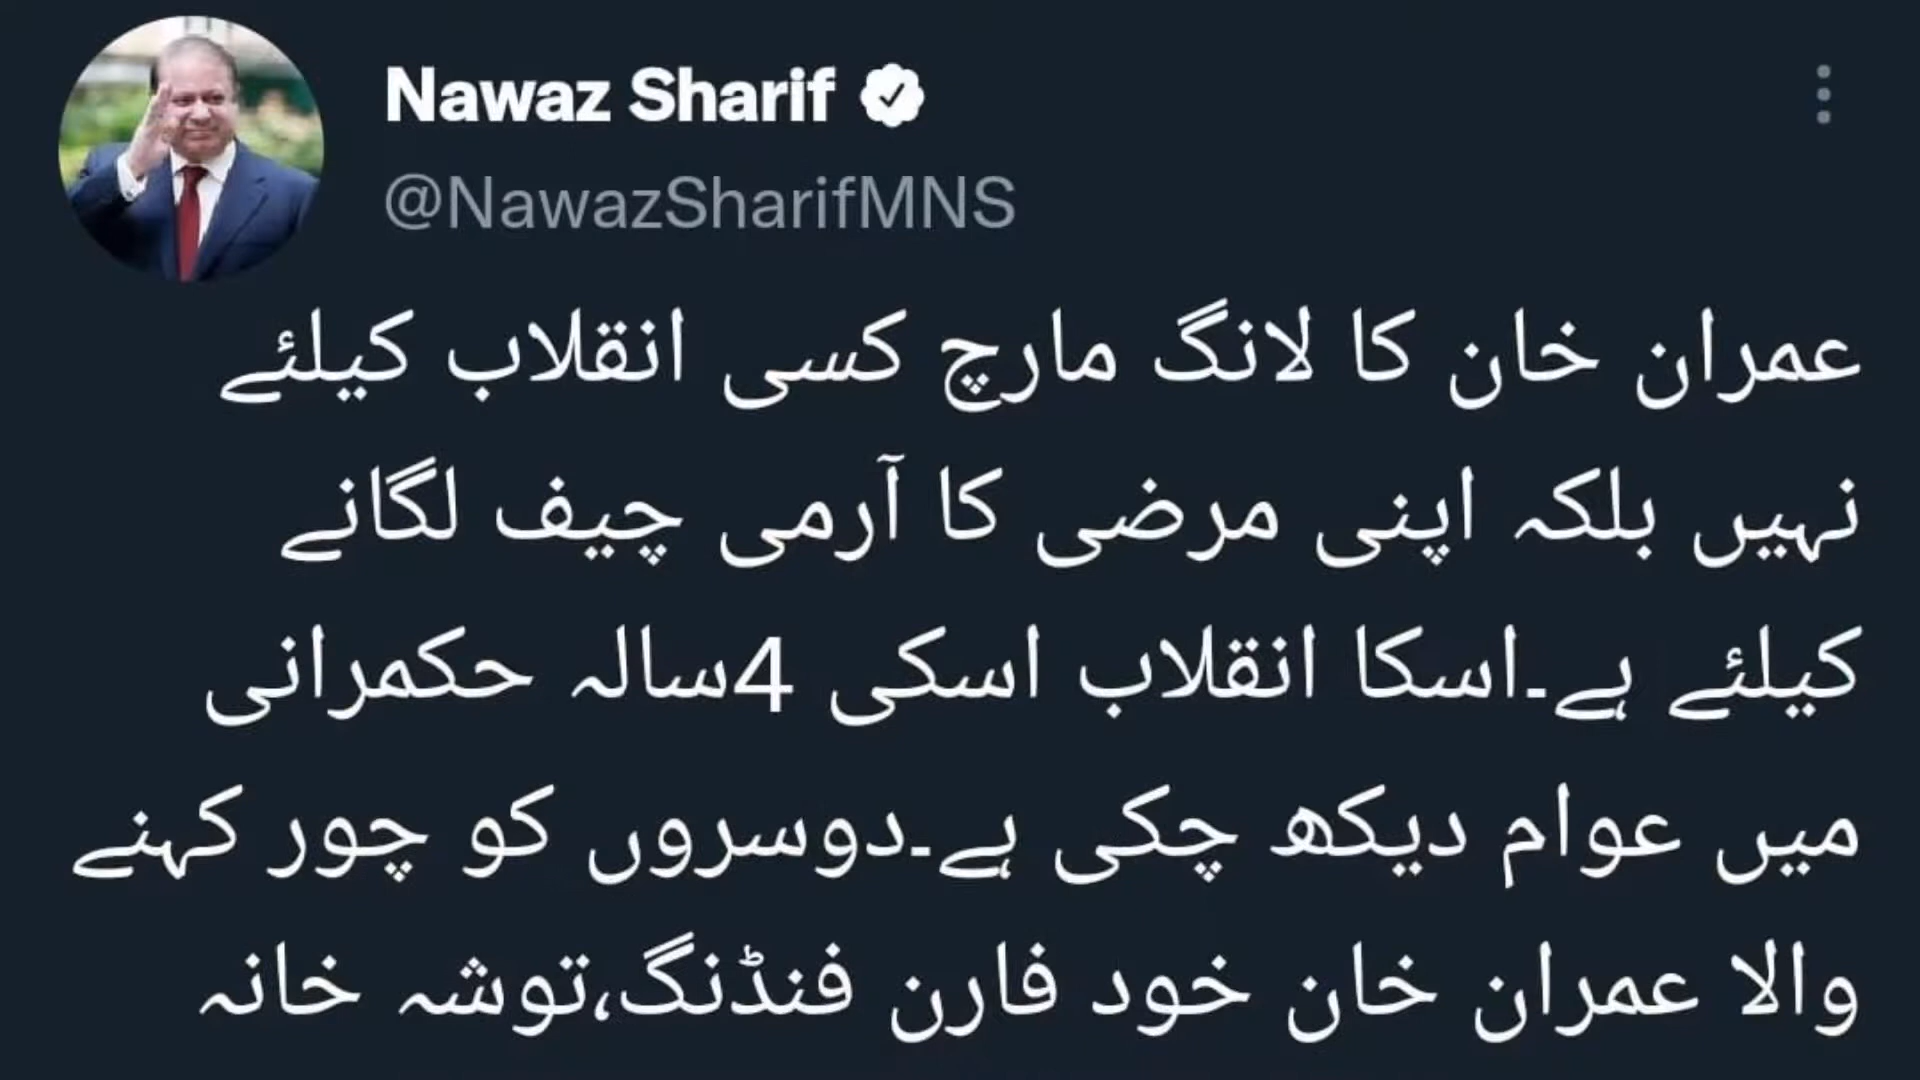 Nawaz Sharif
@NawazSharifMNS
عمران خان کا لانگ مارچ کسی انقلاب کیلئے
نہیں بلکہ اپنی مرضی کا آرمی چیف لگانے
کیلئے ہے۔اسکا انقلاب اسکی 4سالہ حکمرانی
میں عوام دیکھ چکی ہے۔دوسروں کو چور کہنے
والا عمران خان خود فارن فنڈنگ،توشہ خانہ